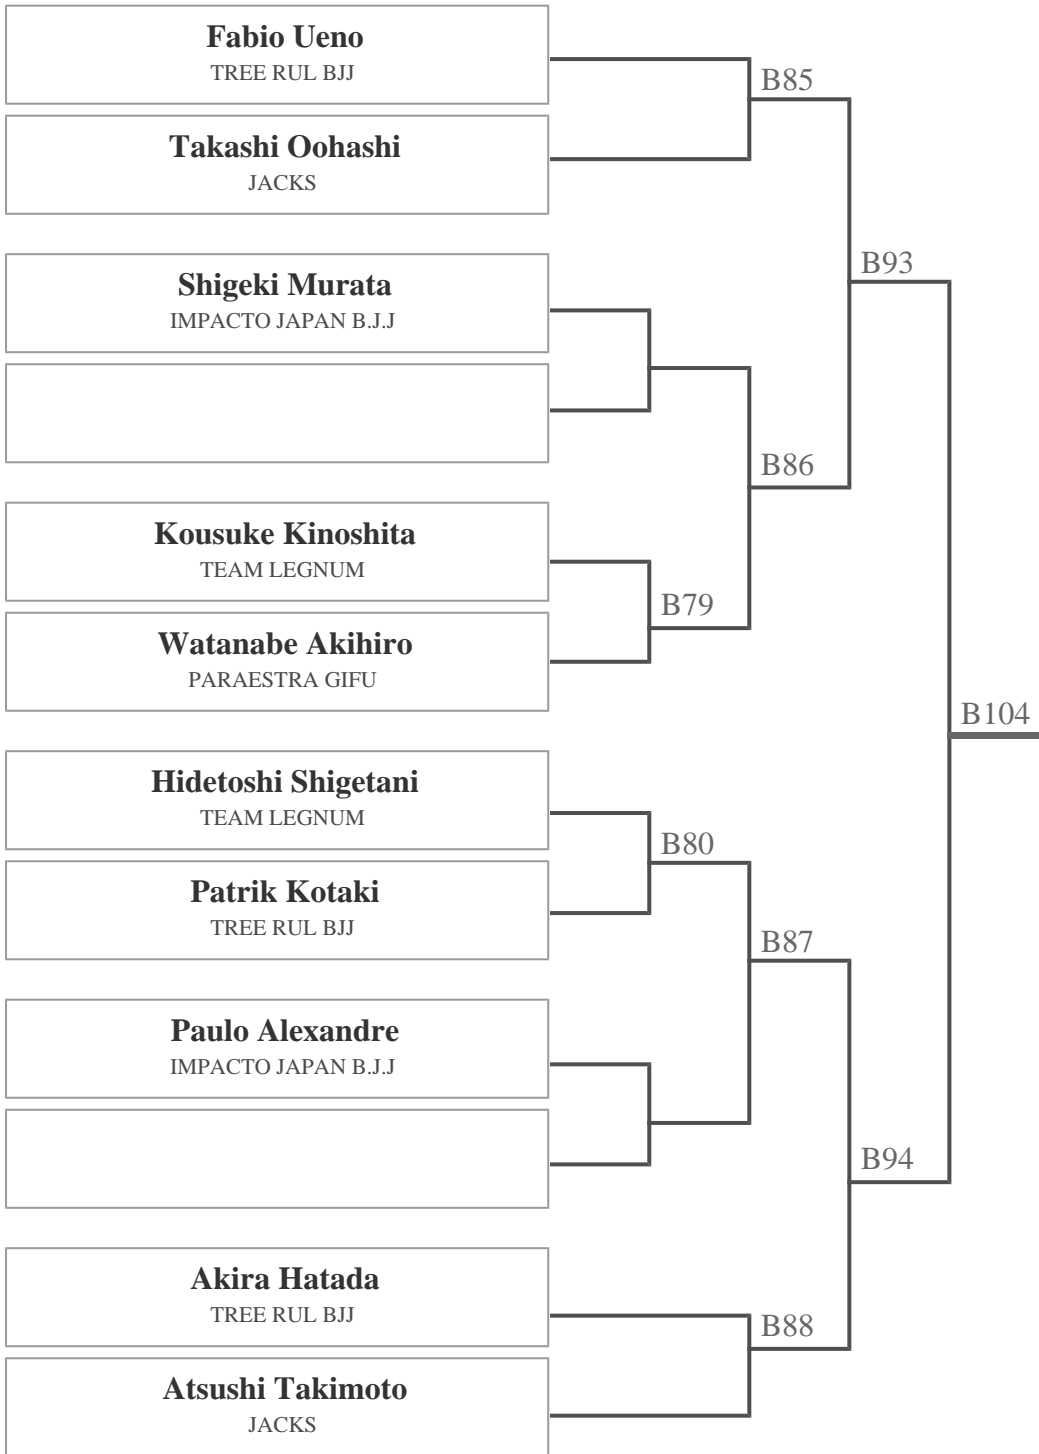 Fabio Ueno
TREE RUL BJJ
B85
Takashi Oohashi
JACKS
B93
Shigeki Murata
IMPACTO JAPAN B.J.J
B86
Kousuke Kinoshita
TEAM LEGNUM
B79
Watanabe Akihiro
PARAESTRA GIFU
B104
Hidetoshi Shigetani
TEAM LEGNUM
B80
Patrik Kotaki
TREE RUL BJJ
B87
Paulo Alexandre
IMPACTO JAPAN B.J.J
B94
Akira Hatada
TREE RUL BJJ
B88
Atsushi Takimoto
JACKS